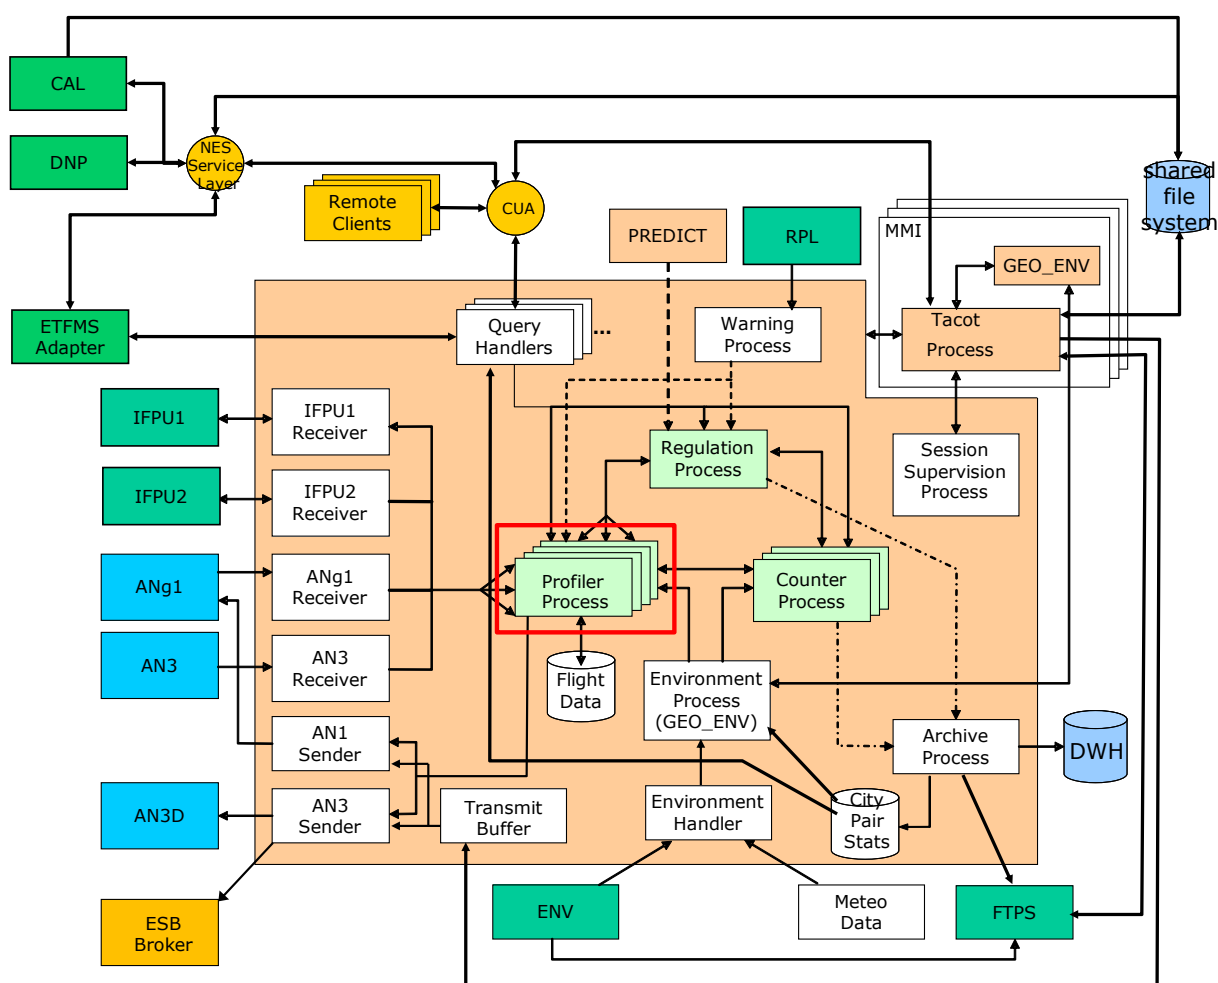 CAL
DNP
NES
Service
Layer
Remote
Clients
CUA
PREDICT
RPL
MMI
GEO_ENV
shared
file
system
ETFMS
Adapter
Query
Handlers
...
Warning
Process
Tacot
Process
IFPU1
IFPU1
Receiver
Regulation
Process
Session
Supervision
Process
IFPU2
IFPU2
Receiver
ANg1
ANg1
Receiver
Profiler
Process
Counter
Process
AN3
AN3
Receiver
Flight
Data
Environment
Process
(GEO_ENV)
AN1
Sender
Archive
Process
DWH
AN3D
AN3
Sender
Transmit
Buffer
Environment
Handler
City
Pair
Stats
ESB
Broker
ENV
Meteo
Data
FTPS